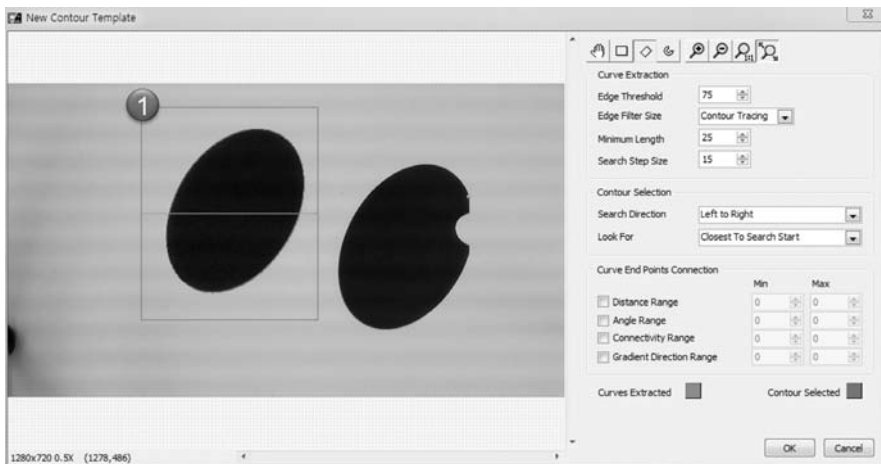 New Contour Template
1
1:1
Curve Extraction
Edge Threshold 75
Edge Filter Size Contour Tracing
Minimum Length 25
Search Step Size 15
Contour Selection
Search Direction Left to Right
Look For Closest To Search Start
Curve End Points Connection
Min Max
Distance Range 0 0
Angle Range 0 0
Connectivity Range 0 0
Gradient Direction Range 0 0
Curves Extracted Contour Selected
OK Cancel
1280x720 0.5X (1278,486)